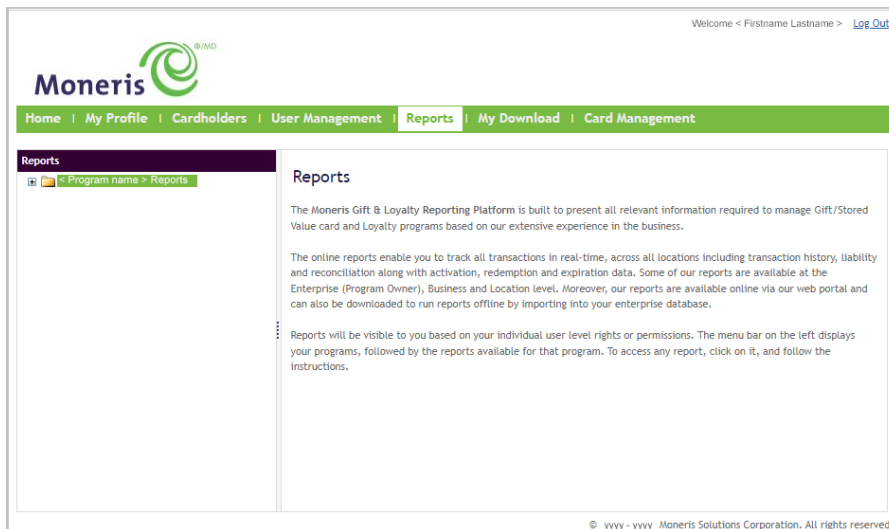 Welcome < Firstname Lastname > Log Out
Moneris ®/MD
Home | My Profile | Cardholders | User Management | Reports | My Download | Card Management
Reports
< Program name > Reports
Reports
The Moneris Gift & Loyalty Reporting Platform is built to present all relevant information required to manage Gift/Stored
Value card and Loyalty programs based on our extensive experience in the business.
The online reports enable you to track all transactions in real-time, across all locations including transaction history, liability
and reconciliation along with activation, redemption and expiration data. Some of our reports are available at the
Enterprise (Program Owner), Business and Location level. Moreover, our reports are available online via our web portal and
can also be downloaded to run reports offline by importing into your enterprise database.
Reports will be visible to you based on your individual user level rights or permissions. The menu bar on the left displays
your programs, followed by the reports available for that program. To access any report, click on it, and follow the
instructions.
© yyyy - yyyy Moneris Solutions Corporation. All rights reserved